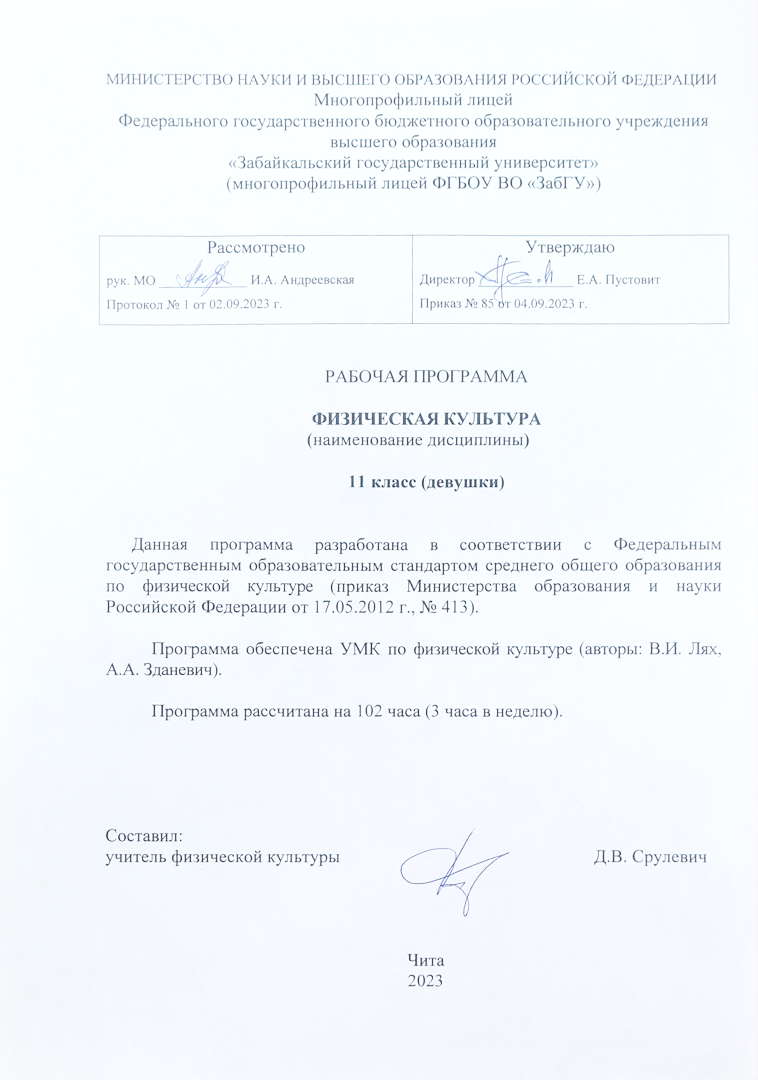 МИНИСТЕРСТВО НАУКИ И ВЫСШЕГО ОБРАЗОВАНИЯ РОССИЙСКОЙ ФЕДЕРАЦИИ
Многопрофильный лицей
Федерального государственного бюджетного образовательного учреждения
высшего образования
«Забайкальский государственный университет»
(многопрофильный лицей ФГБОУ ВО «ЗабГУ»)
Рассмотрено
рук. МО ____________ И.А. Андреевская
Протокол № 1 от 02.09.2023 г.
Утверждаю
Директор ____________ Е.А. Пустовит
Приказ № 85 от 04.09.2023 г.
РАБОЧАЯ ПРОГРАММА
ФИЗИЧЕСКАЯ КУЛЬТУРА
(наименование дисциплины)
11 класс (девушки)
Данная программа разработана в соответствии с Федеральным
государственным образовательным стандартом среднего общего образования
по физической культуре (приказ Министерства образования и науки
Российской Федерации от 17.05.2012 г., № 413).
Программа обеспечена УМК по физической культуре (авторы: В.И. Лях,
А.А. Зданевич).
Программа рассчитана на 102 часа (3 часа в неделю).
Составил:
учитель физической культуры Д.В. Срулевич
Чита
2023